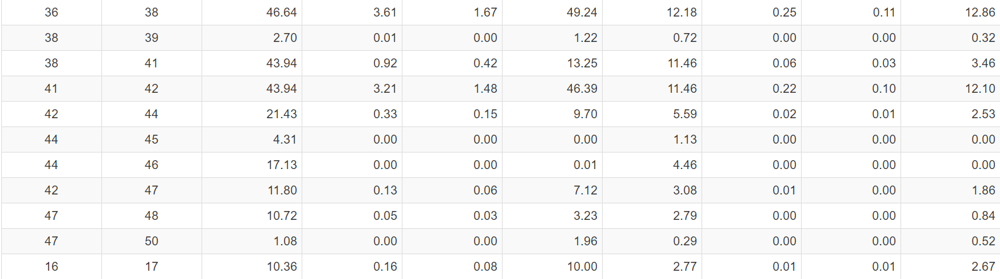 36 38 46.64 3.61 1.67 49.24 12.18 0.25 0.11 12.86
38 39 2.70 0.01 0.00 1.22 0.72 0.00 0.00 0.32
38 41 43.94 0.92 0.42 13.25 11.46 0.06 0.03 3.46
41 42 43.94 3.21 1.48 46.39 11.46 0.22 0.10 12.10
42 44 21.43 0.33 0.15 9.70 5.59 0.02 0.01 2.53
44 45 4.31 0.00 0.00 0.00 1.13 0.00 0.00 0.00
44 46 17.13 0.00 0.00 0.01 4.46 0.00 0.00 0.00
42 47 11.80 0.13 0.06 7.12 3.08 0.01 0.00 1.86
47 48 10.72 0.05 0.03 3.23 2.79 0.00 0.00 0.84
47 50 1.08 0.00 0.00 1.96 0.29 0.00 0.00 0.52
16 17 10.36 0.16 0.08 10.00 2.77 0.01 0.01 2.67